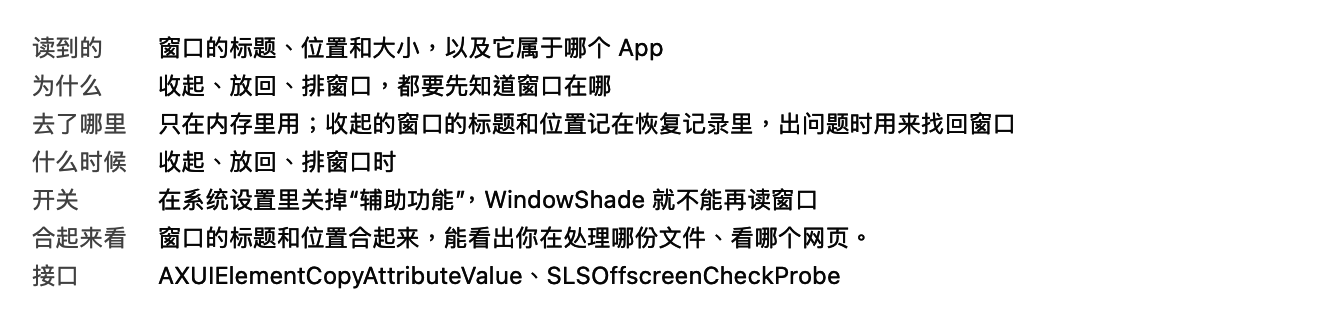 读到的 窗口的标题、位置和大小，以及它属于哪个 App
为什么 收起、放回、排窗口，都要先知道窗口在哪
去了哪里 只在内存里用；收起的窗口的标题和位置记在恢复记录里，出问题时用来找回窗口
什么时候 收起、放回、排窗口时
开关 在系统设置里关掉“辅助功能”，WindowShade 就不能再读窗口
合起来看 窗口的标题和位置合起来，能看出你在处理哪份文件、看哪个网页。
接口 AXUIElementCopyAttributeValue、SLSOffscreenCheckProbe